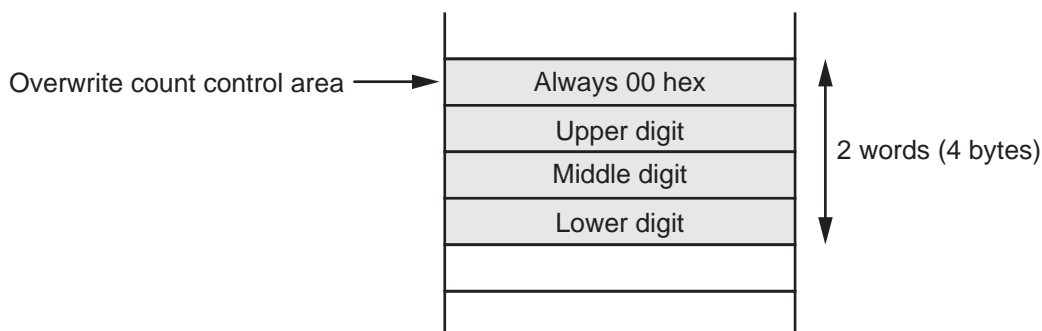 Overwrite count control area
Always 00 hex
Upper digit
Middle digit
Lower digit
2 words (4 bytes)